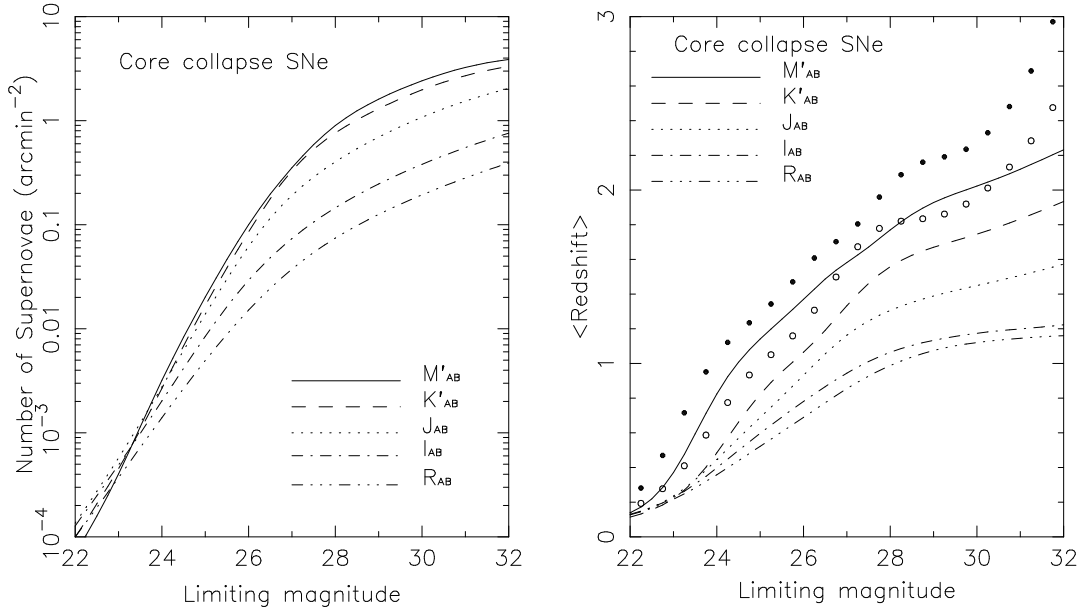 Core collapse SNe
Number of Supernovae (arcmin⁻²)
10
1
0.1
0.01
10⁻³
10⁻⁴
M'AB
K'AB
JAB
IAB
RAB
22 24 26 28 30 32
Limiting magnitude
Core collapse SNe
M'AB
K'AB
JAB
IAB
RAB
<Redshift>
3
2
1
0
22 24 26 28 30 32
Limiting magnitude